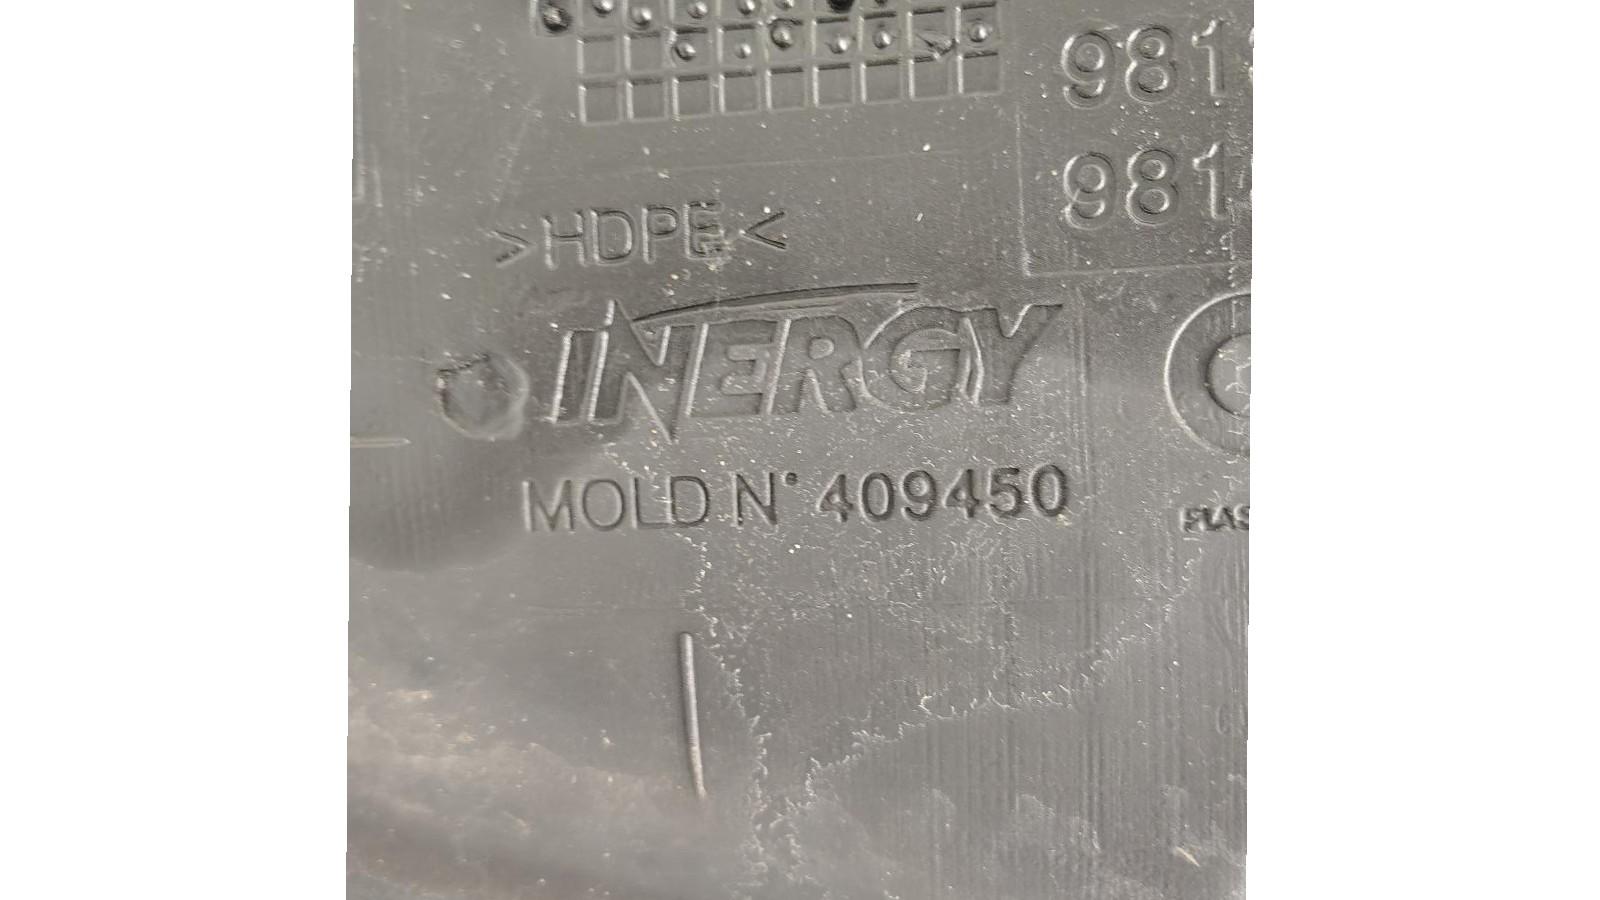 981
981
>HDPE<
INERGY
MOLD N° 409450